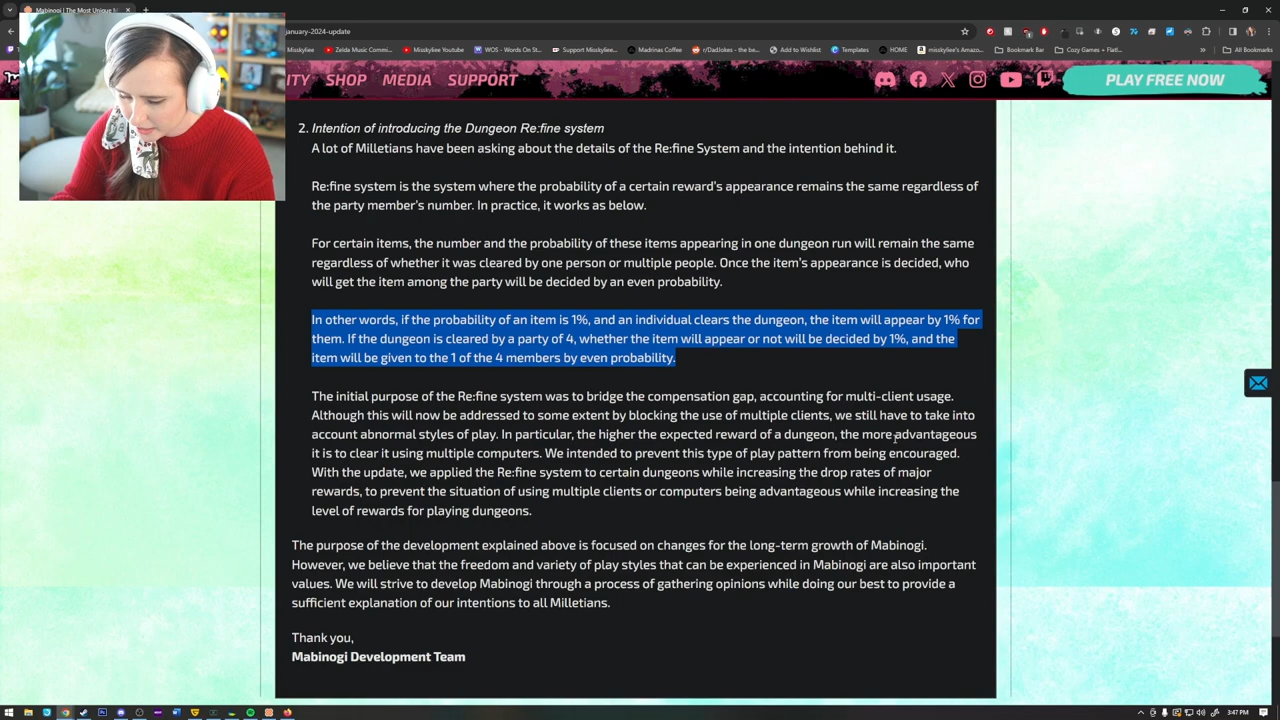 Mabinogi | The Most Unique
january-2024-update
Misskyliee
Zelda Music Commi...
Misskyliee Youtube
WOS - Words On St...
Support Misskyliee...
Madrinas Coffee
r/DadJokes - the be...
Add to Wishlist
Templates
HOME
misskyliee's Amazo...
Bookmark Bar
Cozy Games + Flatl...
All Bookmarks
ITY SHOP MEDIA SUPPORT
PLAY FREE NOW
2. Intention of introducing the Dungeon Re:fine system
A lot of Milletians have been asking about the details of the Re:fine System and the intention behind it.
Re:fine system is the system where the probability of a certain reward's appearance remains the same regardless of
the party member's number. In practice, it works as below.
For certain items, the number and the probability of these items appearing in one dungeon run will remain the same
regardless of whether it was cleared by one person or multiple people. Once the item's appearance is decided, who
will get the item among the party will be decided by an even probability.
In other words, if the probability of an item is 1%, and an individual clears the dungeon, the item will appear by 1% for
them. If the dungeon is cleared by a party of 4, whether the item will appear or not will be decided by 1%, and the
item will be given to the 1 of the 4 members by even probability.
The initial purpose of the Re:fine system was to bridge the compensation gap, accounting for multi-client usage.
Although this will now be addressed to some extent by blocking the use of multiple clients, we still have to take into
account abnormal styles of play. In particular, the higher the expected reward of a dungeon, the more advantageous
it is to clear it using multiple computers. We intended to prevent this type of play pattern from being encouraged.
With the update, we applied the Re:fine system to certain dungeons while increasing the drop rates of major
rewards, to prevent the situation of using multiple clients or computers being advantageous while increasing the
level of rewards for playing dungeons.
The purpose of the development explained above is focused on changes for the long-term growth of Mabinogi.
However, we believe that the freedom and variety of play styles that can be experienced in Mabinogi are also important
values. We will strive to develop Mabinogi through a process of gathering opinions while doing our best to provide a
sufficient explanation of our intentions to all Milletians.
Thank you,
Mabinogi Development Team
3:47 PM